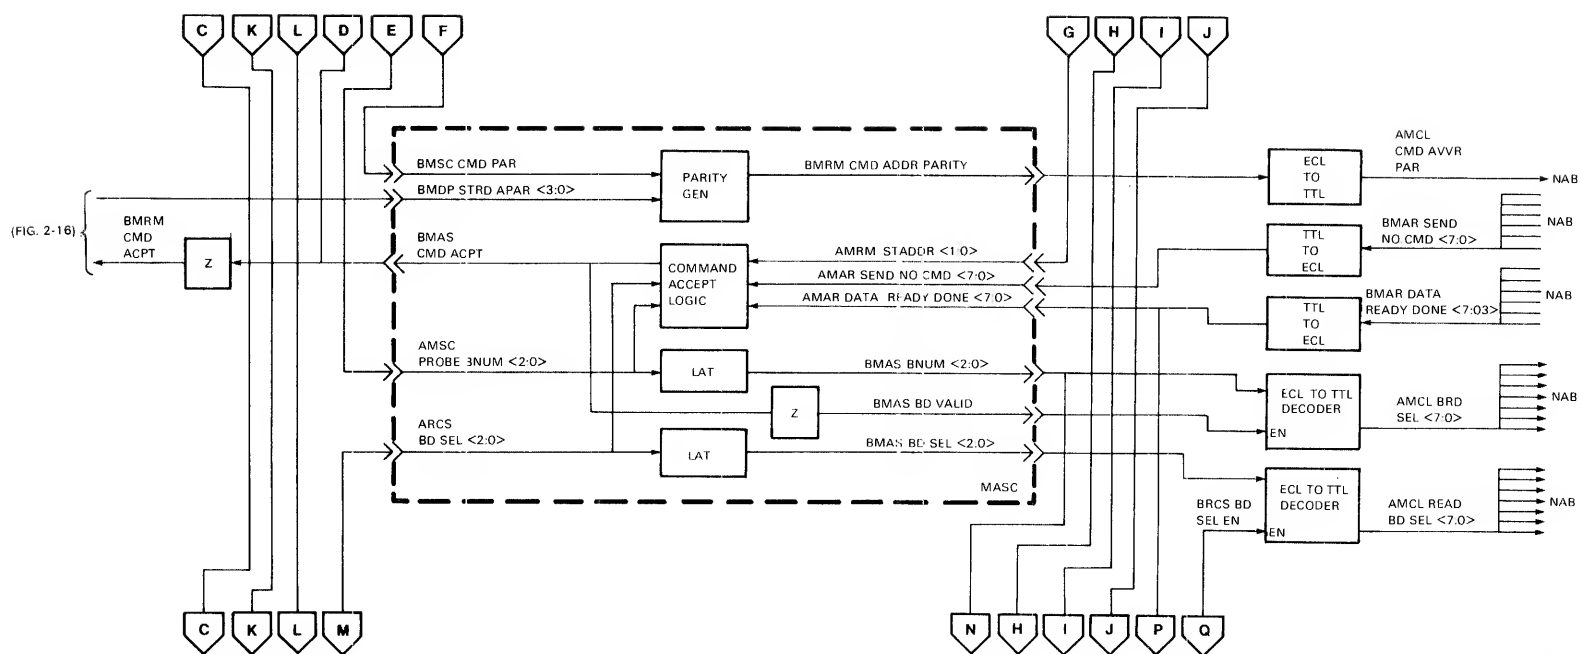 C K L D E F G H I J
BMSC CMD PAR
BMDP STRD APAR <3:0>
PARITY
GEN
BMRM CMD ADDR PARITY
ECL
TO
TTL
AMCL
CMD AVVR
PAR
NAB
(FIG. 2-16)
BMRM
CMD
ACPT
Z
BMAS
CMD ACPT
COMMAND
ACCEPT
LOGIC
AMRM STADDR <1:0>
AMAR SEND NO CMD <7:0>
AMAR DATA READY DONE <7:0>
TTL
TO
ECL
BMAR SEND
NO CMD <7:0>
NAB
TTL
TO
ECL
BMAR DATA
READY DONE <7:03>
NAB
AMSC
PROBE BNUM <2:0>
LAT
BMAS BNUM <2:0>
Z
BMAS BD VALID
ECL TO TTL
DECODER
EN
AMCL BRD
SEL <7:0>
NAB
ARCS
BD SEL <2:0>
LAT
BMAS BD SEL <2:0>
MASC
BRCS BD
SEL EN
ECL TO TTL
DECODER
EN
AMCL READ
BD SEL <7:0>
NAB
C K L M N H I J P Q